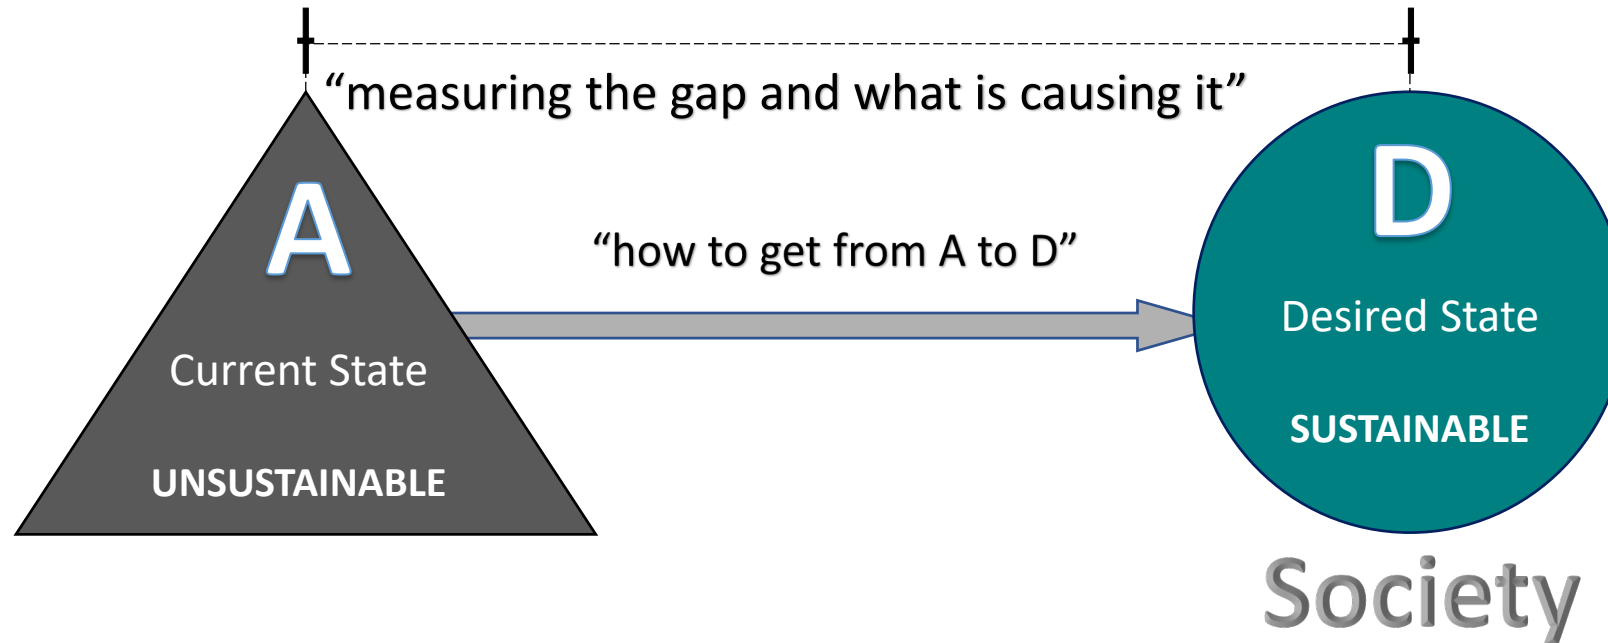 “measuring the gap and what is causing it”
A
Current State
UNSUSTAINABLE
“how to get from A to D”
D
Desired State
SUSTAINABLE
Society